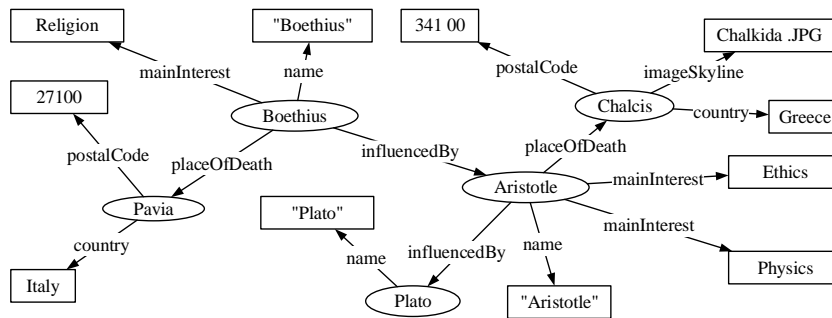 Religion
"Boethius"
341 00
Chalkida .JPG
mainInterest
name
postalCode
imageSkyline
27100
Boethius
Chalcis
country
Greece
postalCode
placeOfDeath
influencedBy
placeOfDeath
mainInterest
Ethics
Pavia
Aristotle
"Plato"
mainInterest
country
name
influencedBy
name
Physics
Italy
Plato
"Aristotle"